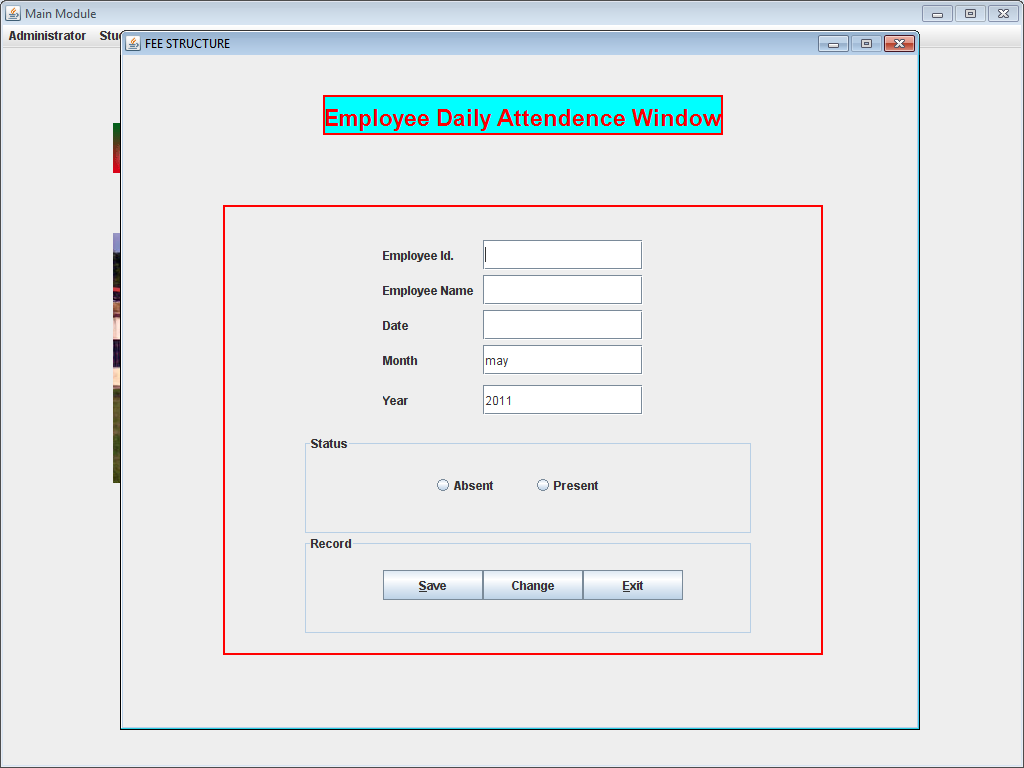 Main Module
Administrator
FEE STRUCTURE
Employee Daily Attendence Window
Employee Id.
Employee Name
Date
Month may
Year 2011
Status
Absent Present
Record
Save Change Exit